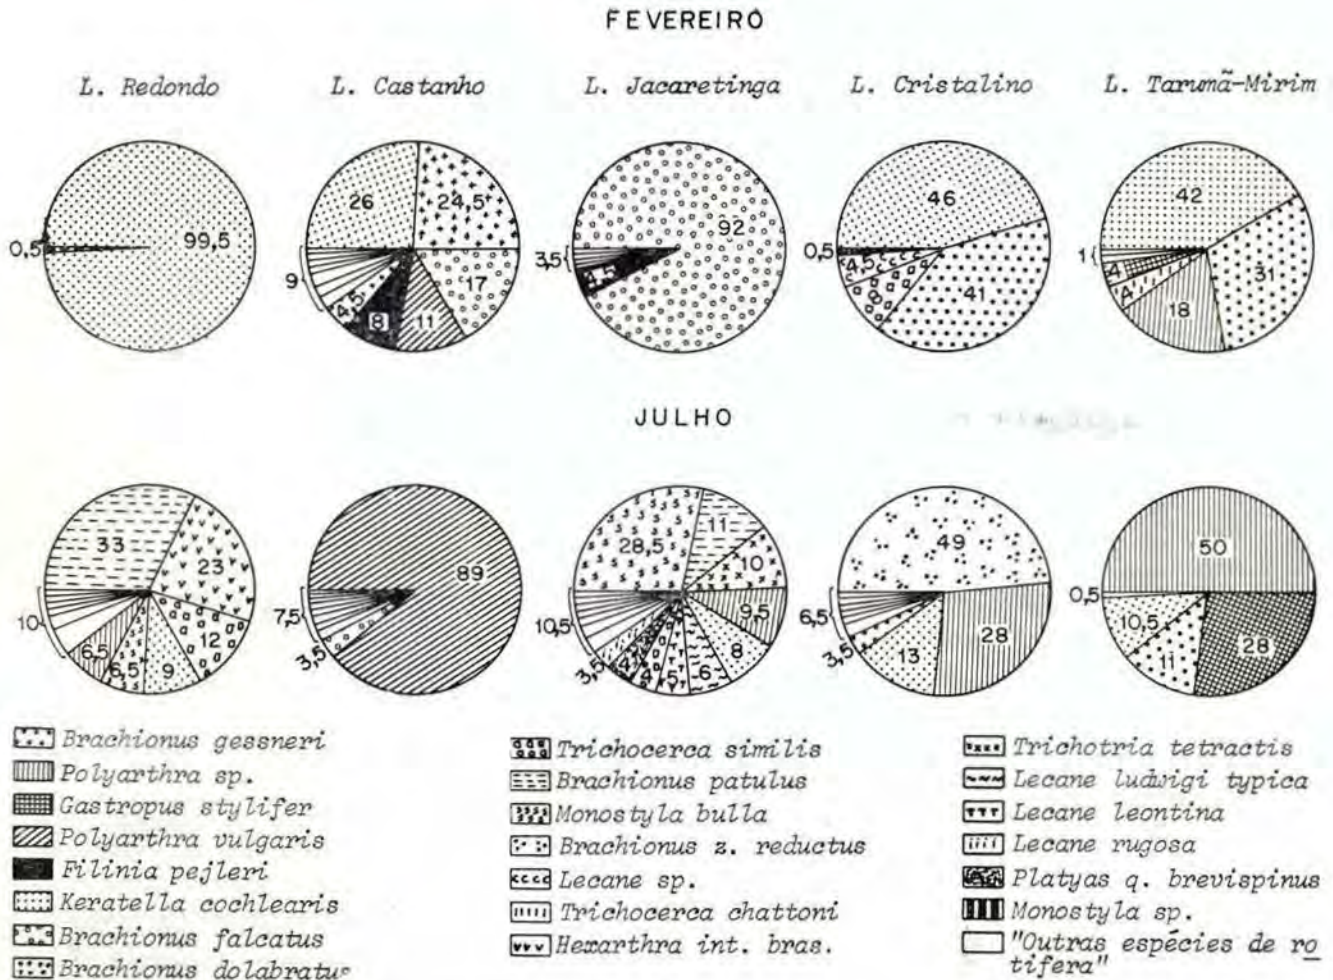 FEVEREIRO
L. Redondo L. Castanho L. Jacaretinga L. Cristalino L. Tarumã-Mirim
0,5 99,5
26 24,5 17 11 8 4,5 9
92 3,5 4,5
46 0,5 4,5 41
42 1 4 4 18 31
JULHO
33 23 12 9 6,5 6,5 10
89 7,5 3,5
28,5 11 10 9,5 8 6 5 4 4 3,5 10,5
49 28 13 3,5 6,5
50 28 11 10,5 0,5
Brachionus gessneri
Polyarthra sp.
Gastropus stylifer
Polyarthra vulgaris
Filinia pejleri
Keratella cochlearis
Brachionus falcatus
Brachionus dolabratus
Trichocerca similis
Brachionus patulus
Monostyla bulla
Brachionus z. reductus
Lecane sp.
Trichocerca chattoni
Hexarthra int. bras.
Trichotria tetractis
Lecane ludwigi typica
Lecane leontina
Lecane rugosa
Platyas q. brevispinus
Monostyla sp.
"Outras espécies de ro
tifera"